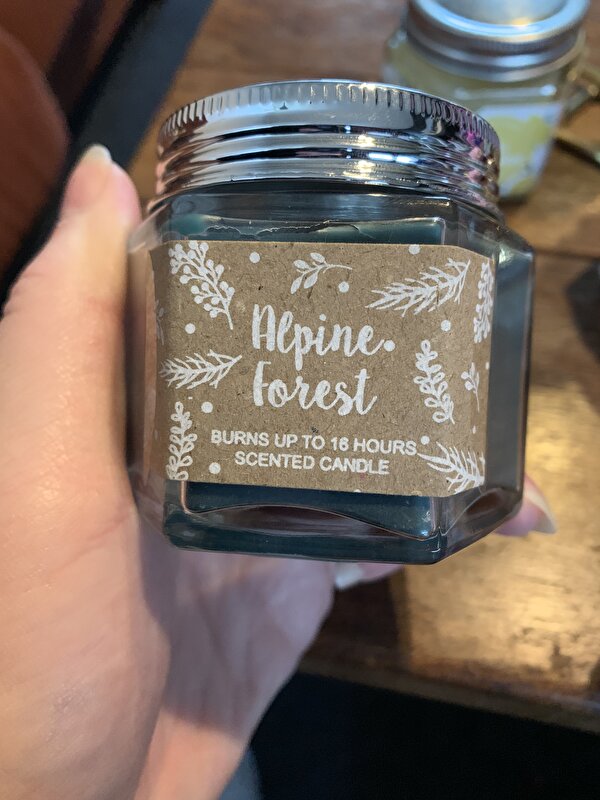 Alpine
Forest
BURNS UP TO 16 HOURS
SCENTED CANDLE